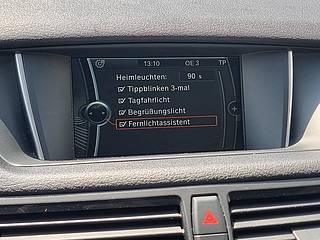 13:10 OE 3 TP
Heimleuchten: 90 s
Tippblinken 3-mal
Tagfahrlicht
Begrüßungslicht
Fernlichtassistent